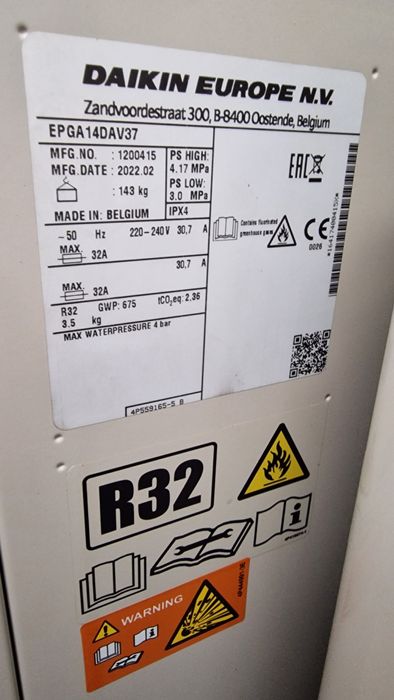 DAIKIN EUROPE N.V.
Zandvoordestraat 300, B-8400 Oostende, Belgium
EPGA14DAV37
MFG.NO. : 1200415
MFG.DATE : 2022.02
: 143 kg
MADE IN: BELGIUM
PS HIGH:
4.17 MPa
PS LOW:
3.0 MPa
IPX4
EAC
Contains fluorinated
greenhouse gases
CE
0026
~50 Hz 220-240V 30,7 A
MAX.
32A
30,7 A
MAX.
32A
R32 GWP: 675 tCO2eq: 2,36
3.5 kg
MAX WATERPRESSURE 4 bar
4P559165-5 B
R32
i
WARNING
i